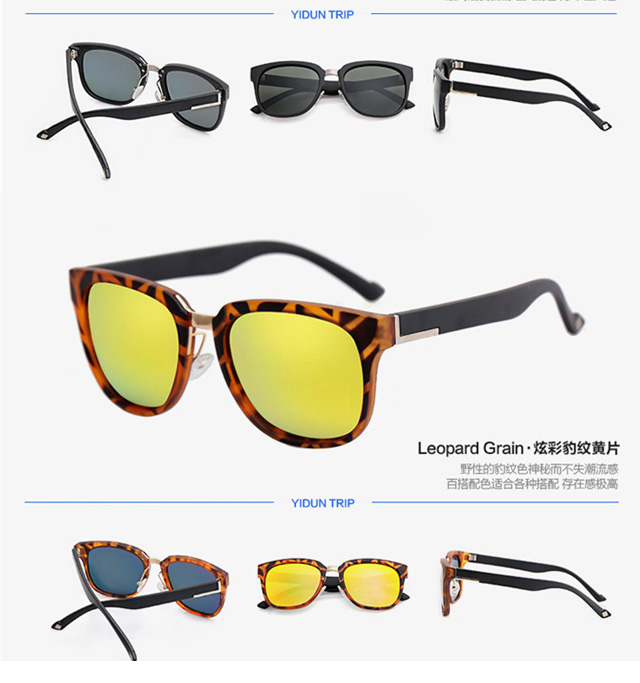 YIDUN TRIP
Leopard Grain·炫彩豹纹黄片
野性的豹纹色神秘而不失潮流感
百搭配色适合各种搭配 存在感极高
YIDUN TRIP